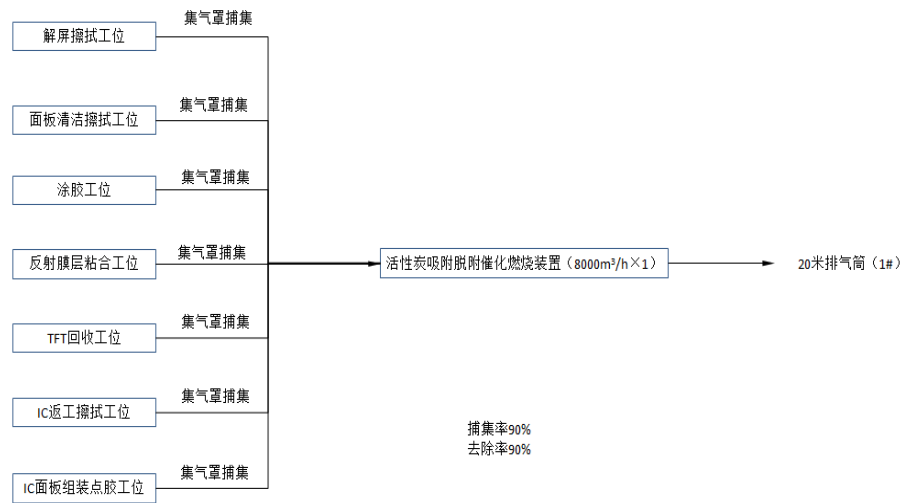 集气罩捕集
解屏擦拭工位
集气罩捕集
面板清洁擦拭工位
集气罩捕集
涂胶工位
集气罩捕集
反射膜层粘合工位
活性炭吸附脱附催化燃烧装置（8000m³/h×1）
20米排气筒（1#）
集气罩捕集
TFT回收工位
集气罩捕集
IC返工擦拭工位
捕集率90%
去除率90%
集气罩捕集
IC面板组装点胶工位